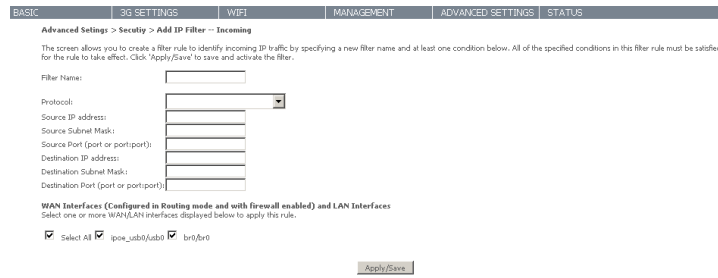 BASIC 3G SETTINGS WIFI MANAGEMENT ADVANCED SETTINGS STATUS
Advanced Setings > Secutiy > Add IP Filter -- Incoming
The screen allows you to create a filter rule to identify incoming IP traffic by specifying a new filter name and at least one condition below. All of the specified conditions in this filter rule must be satisfied
for the rule to take effect. Click 'Apply/Save' to save and activate the filter.
Filter Name:
Protocol:
Source IP address:
Source Subnet Mask:
Source Port (port or port:port):
Destination IP address:
Destination Subnet Mask:
Destination Port (port or port:port):
WAN Interfaces (Configured in Routing mode and with firewall enabled) and LAN Interfaces
Select one or more WAN/LAN interfaces displayed below to apply this rule.
Select All ipoe_usb0/usb0 br0/br0
Apply/Save